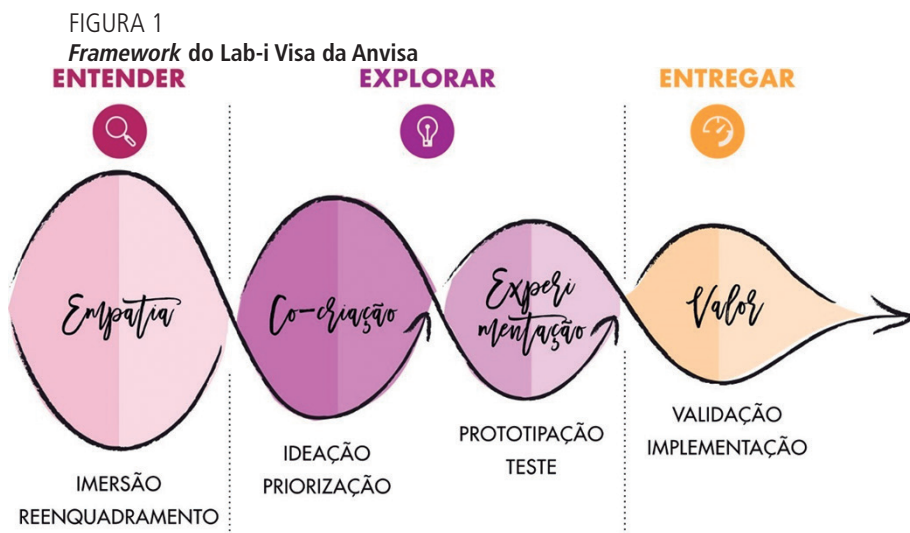 FIGURA 1
Framework do Lab-i Visa da Anvisa
ENTENDER
EXPLORAR
ENTREGAR
Empatia
Co-criação
Experi
mentação
Valor
IMERSÃO
REENQUADRAMENTO
IDEAÇÃO
PRIORIZAÇÃO
PROTOTIPAÇÃO
TESTE
VALIDAÇÃO
IMPLEMENTAÇÃO